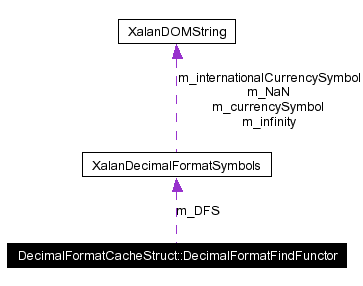 XalanDOMString
m_internationalCurrencySymbol
m_NaN
m_currencySymbol
m_infinity
XalanDecimalFormatSymbols
m_DFS
DecimalFormatCacheStruct::DecimalFormatFindFunctor